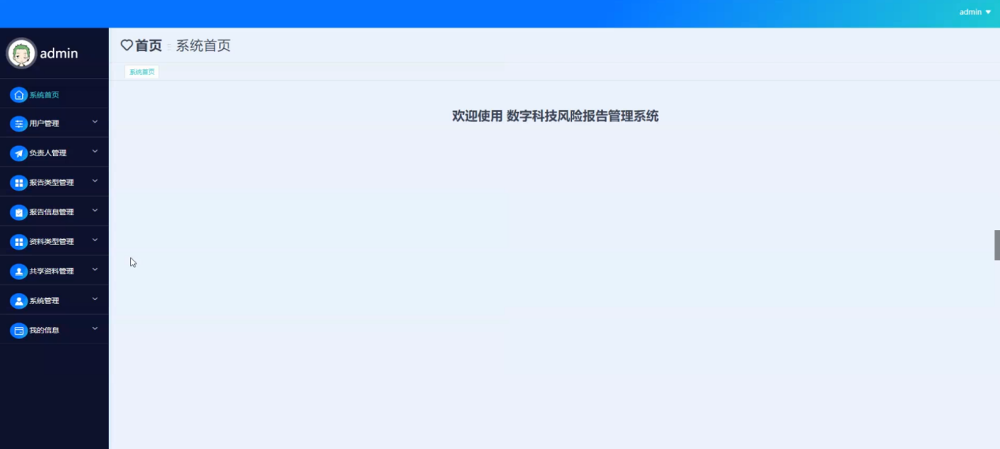 admin
admin
首页 系统首页
系统首页
欢迎使用 数字科技风险报告管理系统
系统首页
用户管理
负责人管理
报告类型管理
报告信息管理
资料类型管理
共享资料管理
系统管理
我的信息